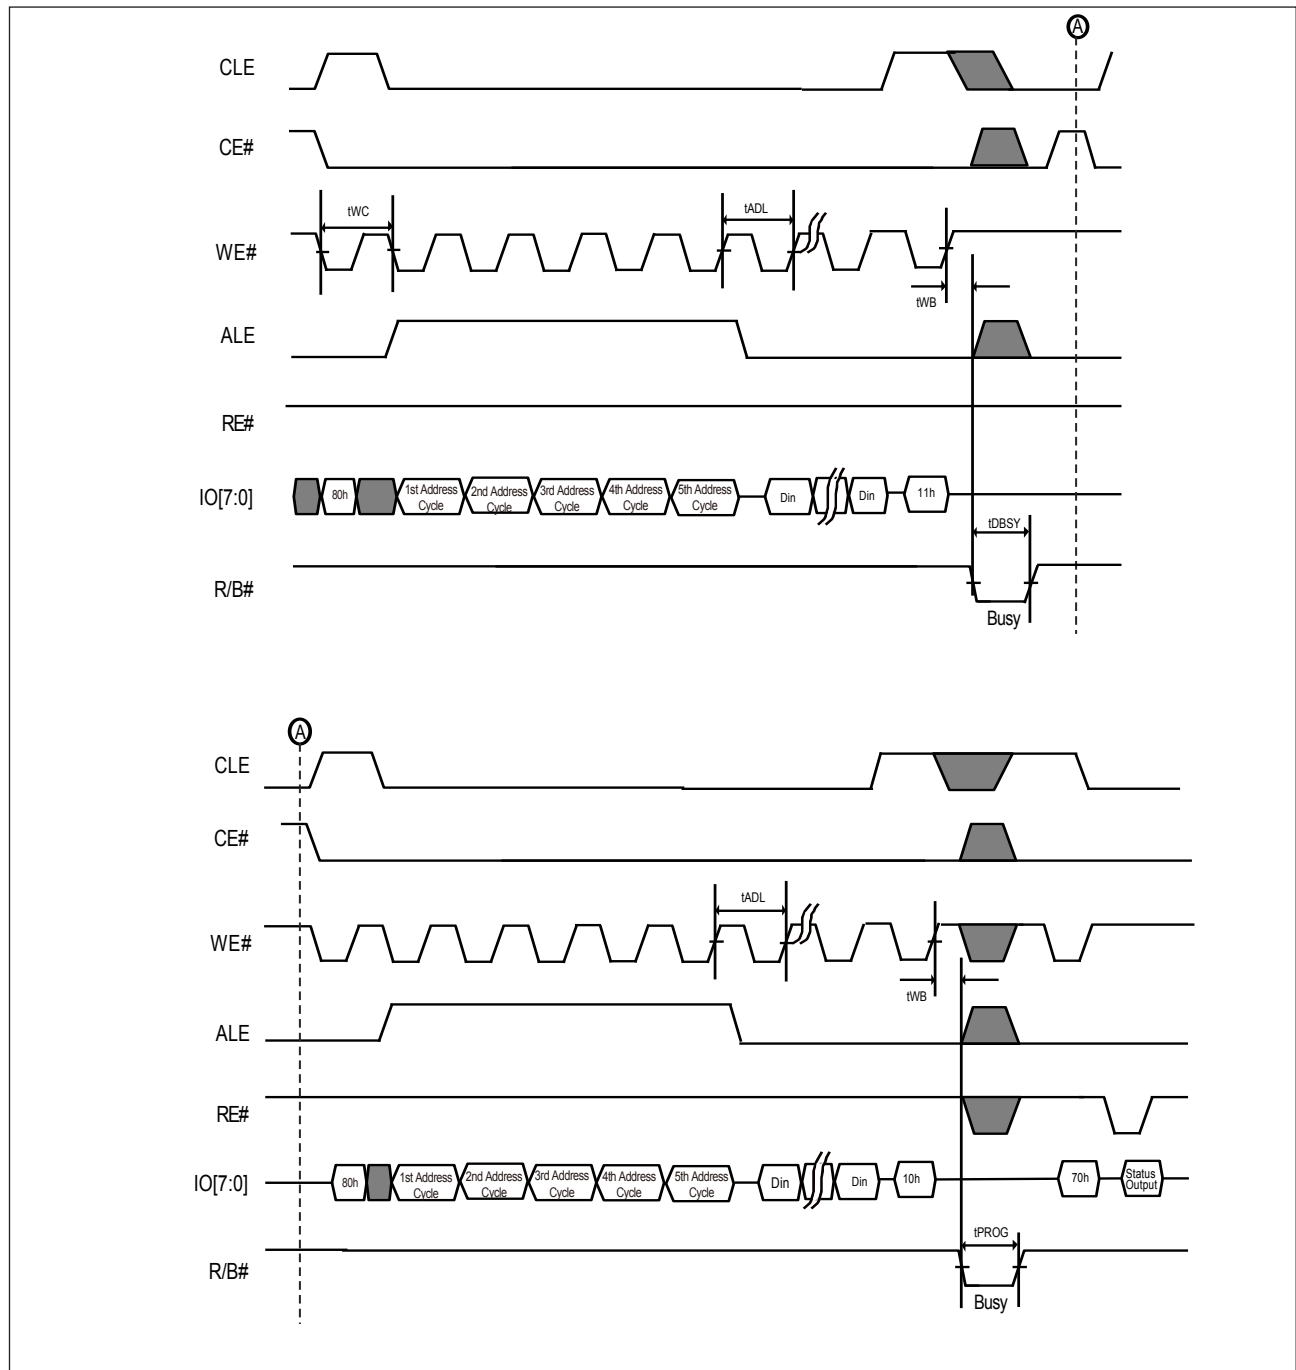 A
CLE
CE#
tWC
tADL
WE#
tWB
ALE
RE#
IO[7:0]
80h
1st Address Cycle
2nd Address Cycle
3rd Address Cycle
4th Address Cycle
5th Address Cycle
Din
Din
11h
tDBSY
R/B#
Busy
A
CLE
CE#
tADL
WE#
tWB
ALE
RE#
IO[7:0]
80h
1st Address Cycle
2nd Address Cycle
3rd Address Cycle
4th Address Cycle
5th Address Cycle
Din
Din
10h
70h
Status Output
tPROG
R/B#
Busy